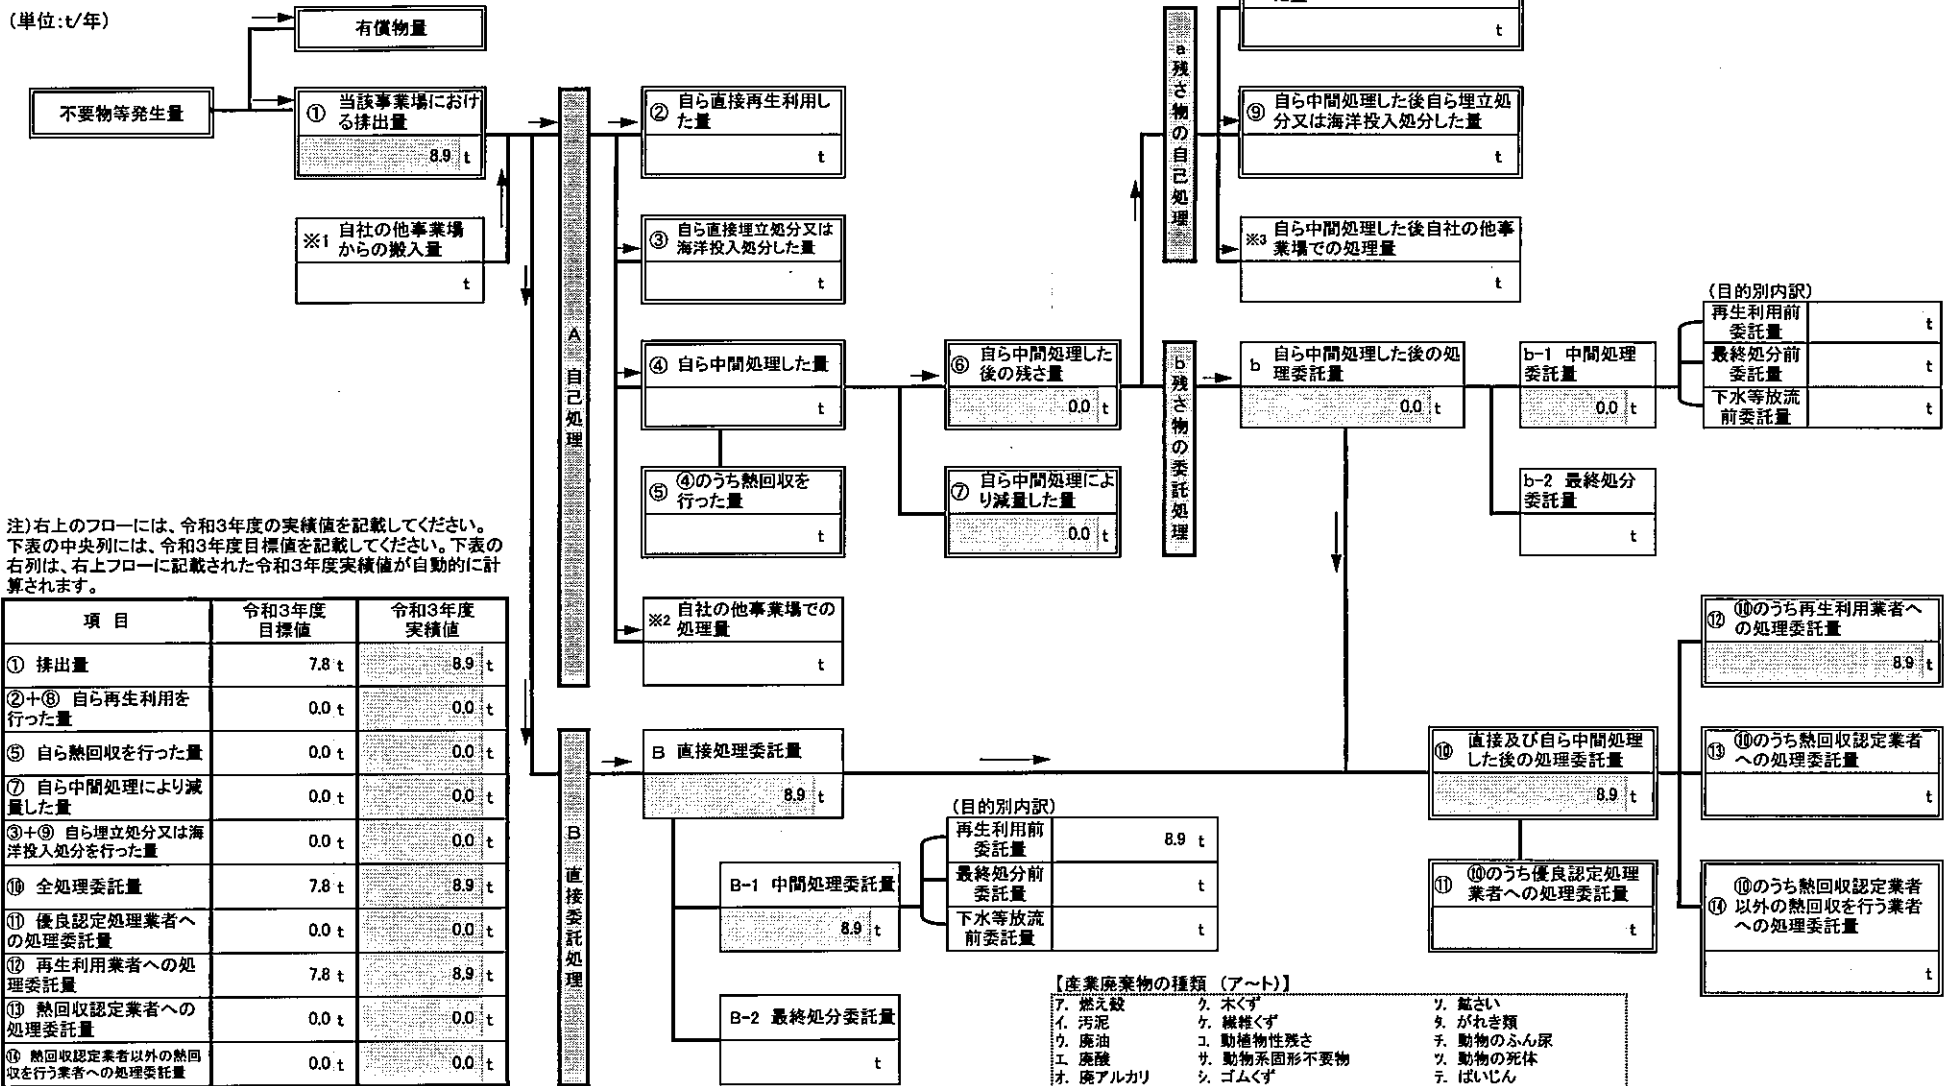 (単位:t/年)
有償物量
不要物等発生量
① 当該事業場におけ
る排出量
8.9 t
※1 自社の他事業場
からの搬入量
t
A 自己処理
② 自ら直接再生利用し
た量
t
③ 自ら直接埋立処分又は
海洋投入処分した量
t
④ 自ら中間処理した量
t
⑤ ④のうち熱回収を
行った量
t
※2 自社の他事業場での
処理量
t
⑥ 自ら中間処理した
後の残さ量
0.0 t
⑦ 自ら中間処理によ
り減量した量
0.0 t
a 残さ物の自己処理
t
⑨ 自ら中間処理した後自ら埋立処
分又は海洋投入処分した量
t
※3 自ら中間処理した後自社の他事
業場での処理量
t
b 残さ物の委託処理
b 自ら中間処理した後の処
理委託量
0.0 t
b-1 中間処理
委託量
0.0 t
(目的別内訳)
再生利用前
委託量
t
最終処分前
委託量
t
下水等放流
前委託量
t
b-2 最終処分
委託量
t
注)右上のフローには、令和3年度の実績値を記載してください。
下表の中央列には、令和3年度目標値を記載してください。下表の
右列は、右上フローに記載された令和3年度実績値が自動的に計
算されます。
項 目 令和3年度 目標値 令和3年度 実績値
① 排出量 7.8 t 8.9 t
②+⑧ 自ら再生利用を
行った量 0.0 t 0.0 t
⑤ 自ら熱回収を行った量 0.0 t 0.0 t
⑦ 自ら中間処理により減
量した量 0.0 t 0.0 t
③+⑨ 自ら埋立処分又は海
洋投入処分を行った量 0.0 t 0.0 t
⑩ 全処理委託量 7.8 t 8.9 t
⑪ 優良認定処理業者へ
の処理委託量 0.0 t 0.0 t
⑫ 再生利用業者への処
理委託量 7.8 t 8.9 t
⑬ 熱回収認定業者への
処理委託量 0.0 t 0.0 t
⑭ 熱回収認定業者以外の熱回
収を行う業者への処理委託量 0.0 t 0.0 t
B 直接委託処理
B 直接処理委託量
8.9 t
B-1 中間処理委託量
8.9 t
(目的別内訳)
再生利用前
委託量
8.9 t
最終処分前
委託量
t
下水等放流
前委託量
t
B-2 最終処分委託量
t
⑩ 直接及び自ら中間処理
した後の処理委託量
8.9 t
⑪ ⑩のうち優良認定処理
業者への処理委託量
t
⑫ ⑩のうち再生利用業者へ
の処理委託量
8.9 t
⑬ ⑩のうち熱回収認定業者
への処理委託量
t
⑭ ⑩のうち熱回収認定業者
以外の熱回収を行う業者
への処理委託量
t
【産業廃棄物の種類 (ア~ト)】
ア. 燃え殻 ク. 木くず ソ. 鉱さい
イ. 汚泥 ケ. 繊維くず タ. がれき類
ウ. 廃油 コ. 動植物性残さ チ. 動物のふん尿
エ. 廃酸 サ. 動物系固形不要物 ツ. 動物の死体
オ. 廃アルカリ シ. ゴムくず テ. ばいじん